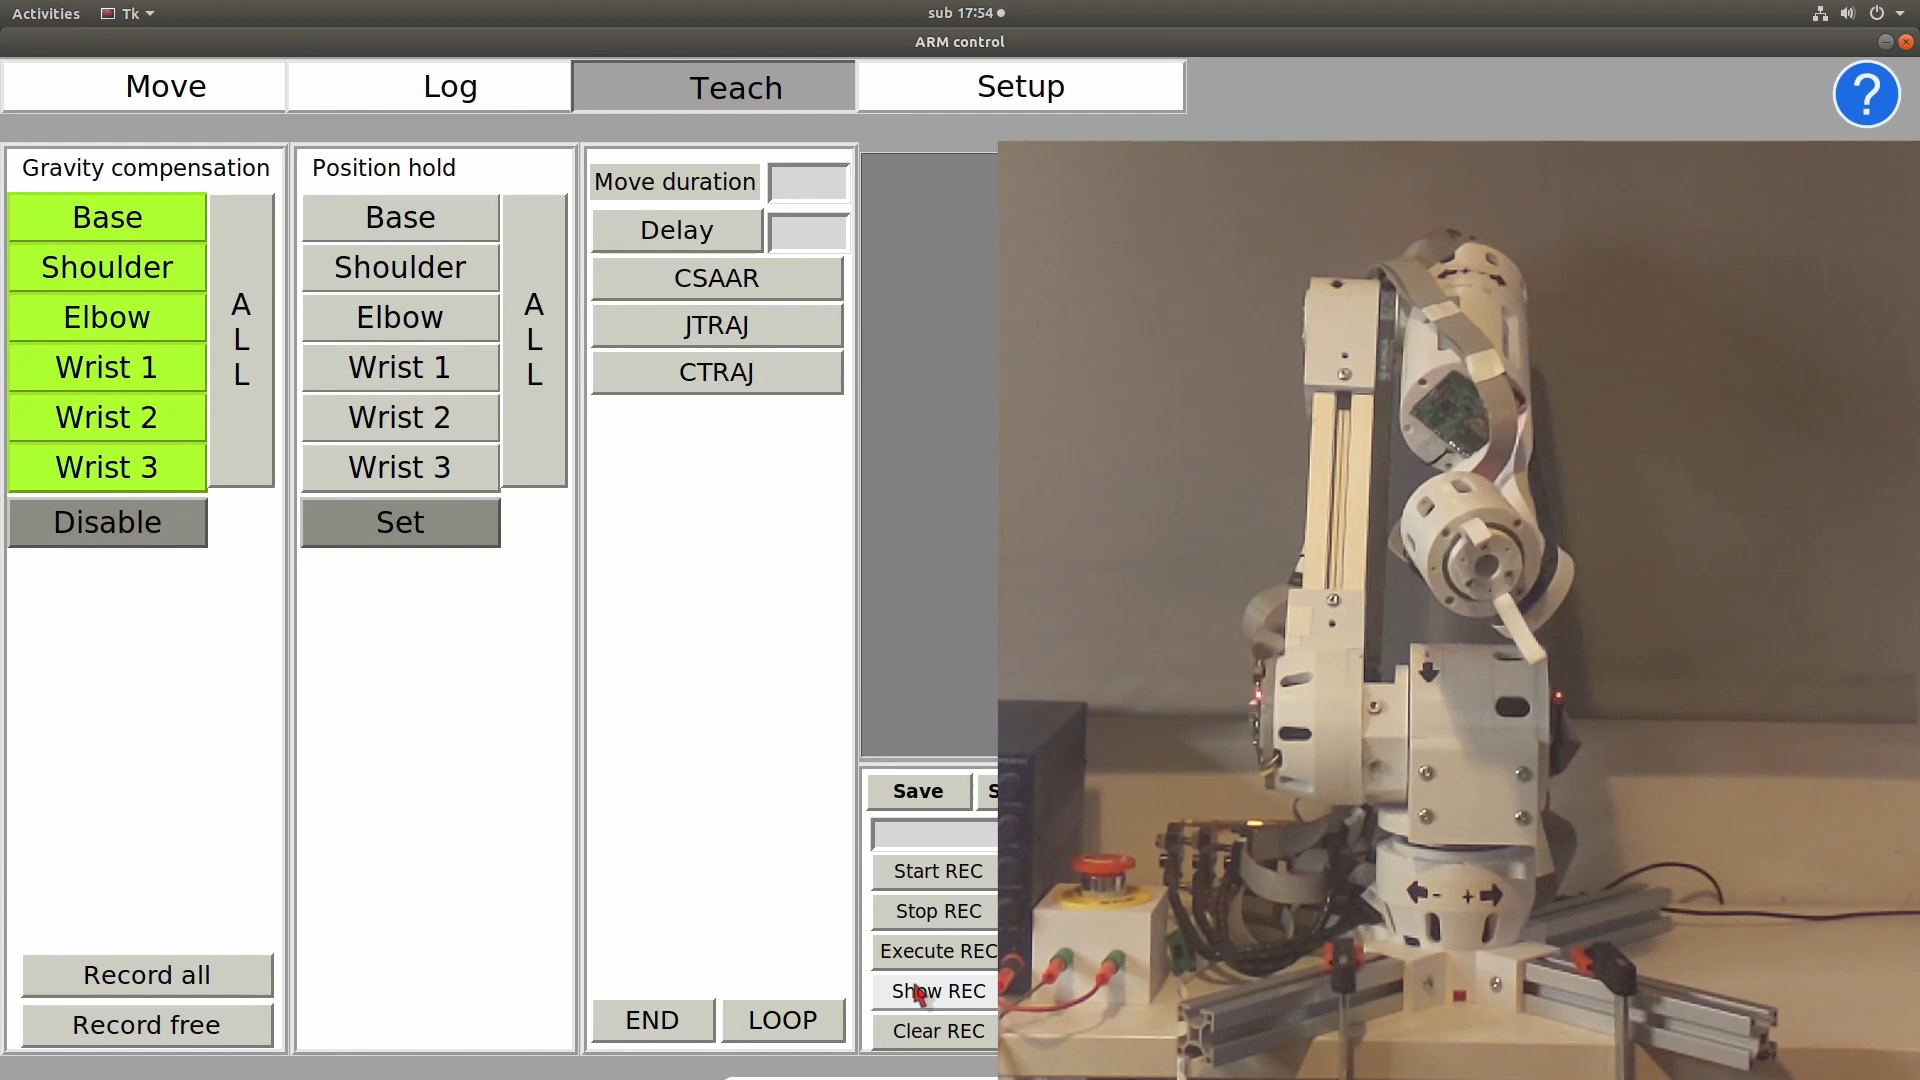 Activities Tk sub 17:54
ARM control
Move Log Teach Setup ?
Gravity compensation
Base
Shoulder
Elbow
Wrist 1
Wrist 2
Wrist 3
A
L
L
Disable
Record all
Record free
Position hold
Base
Shoulder
Elbow
Wrist 1
Wrist 2
Wrist 3
A
L
L
Set
Move duration
Delay
CSAAR
JTRAJ
CTRAJ
END LOOP
Save S
Start REC
Stop REC
Execute REC
Show REC
Clear REC
- +